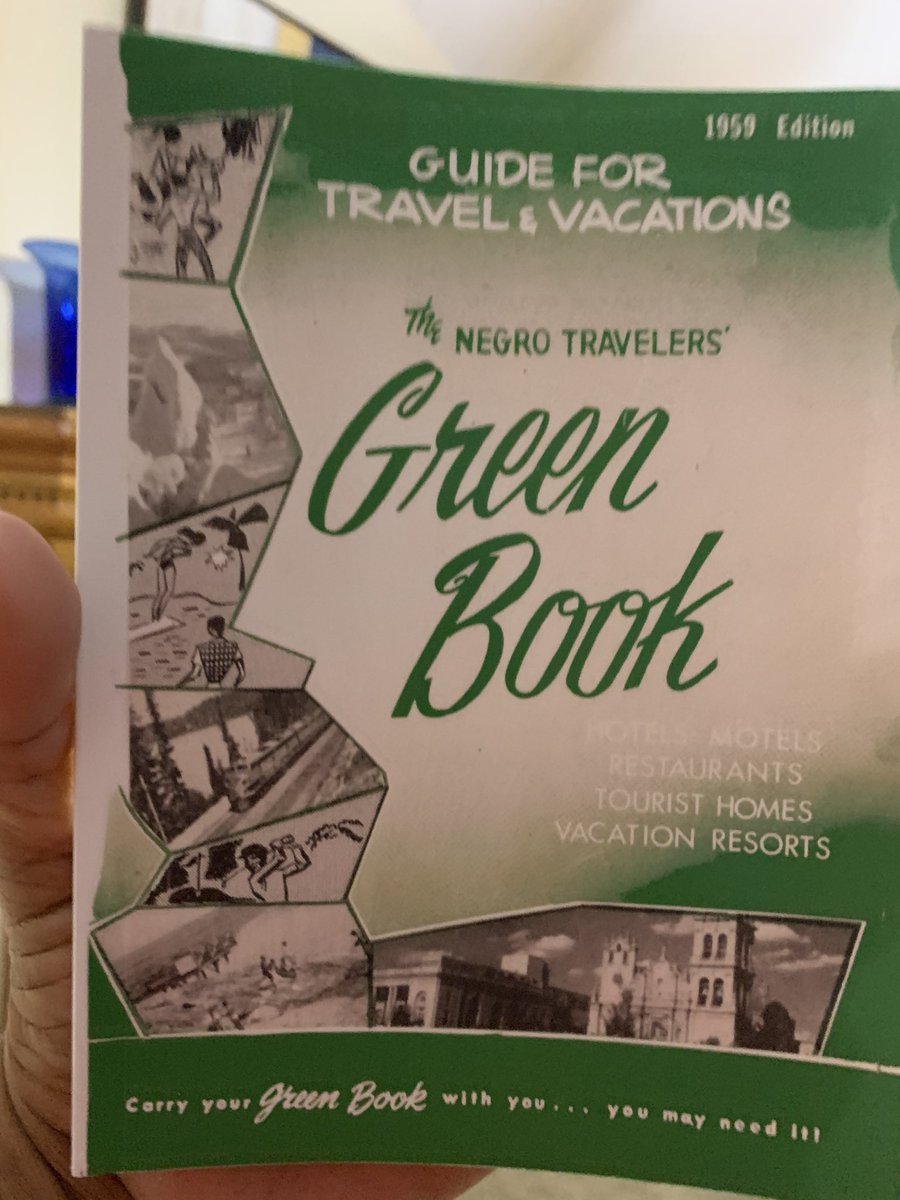 1959 Edition
GUIDE FOR
TRAVEL & VACATIONS
The NEGRO TRAVELERS'
Green
Book
HOTELS MOTELS
RESTAURANTS
TOURIST HOMES
VACATION RESORTS
Carry your Green Book with you... you may need it!